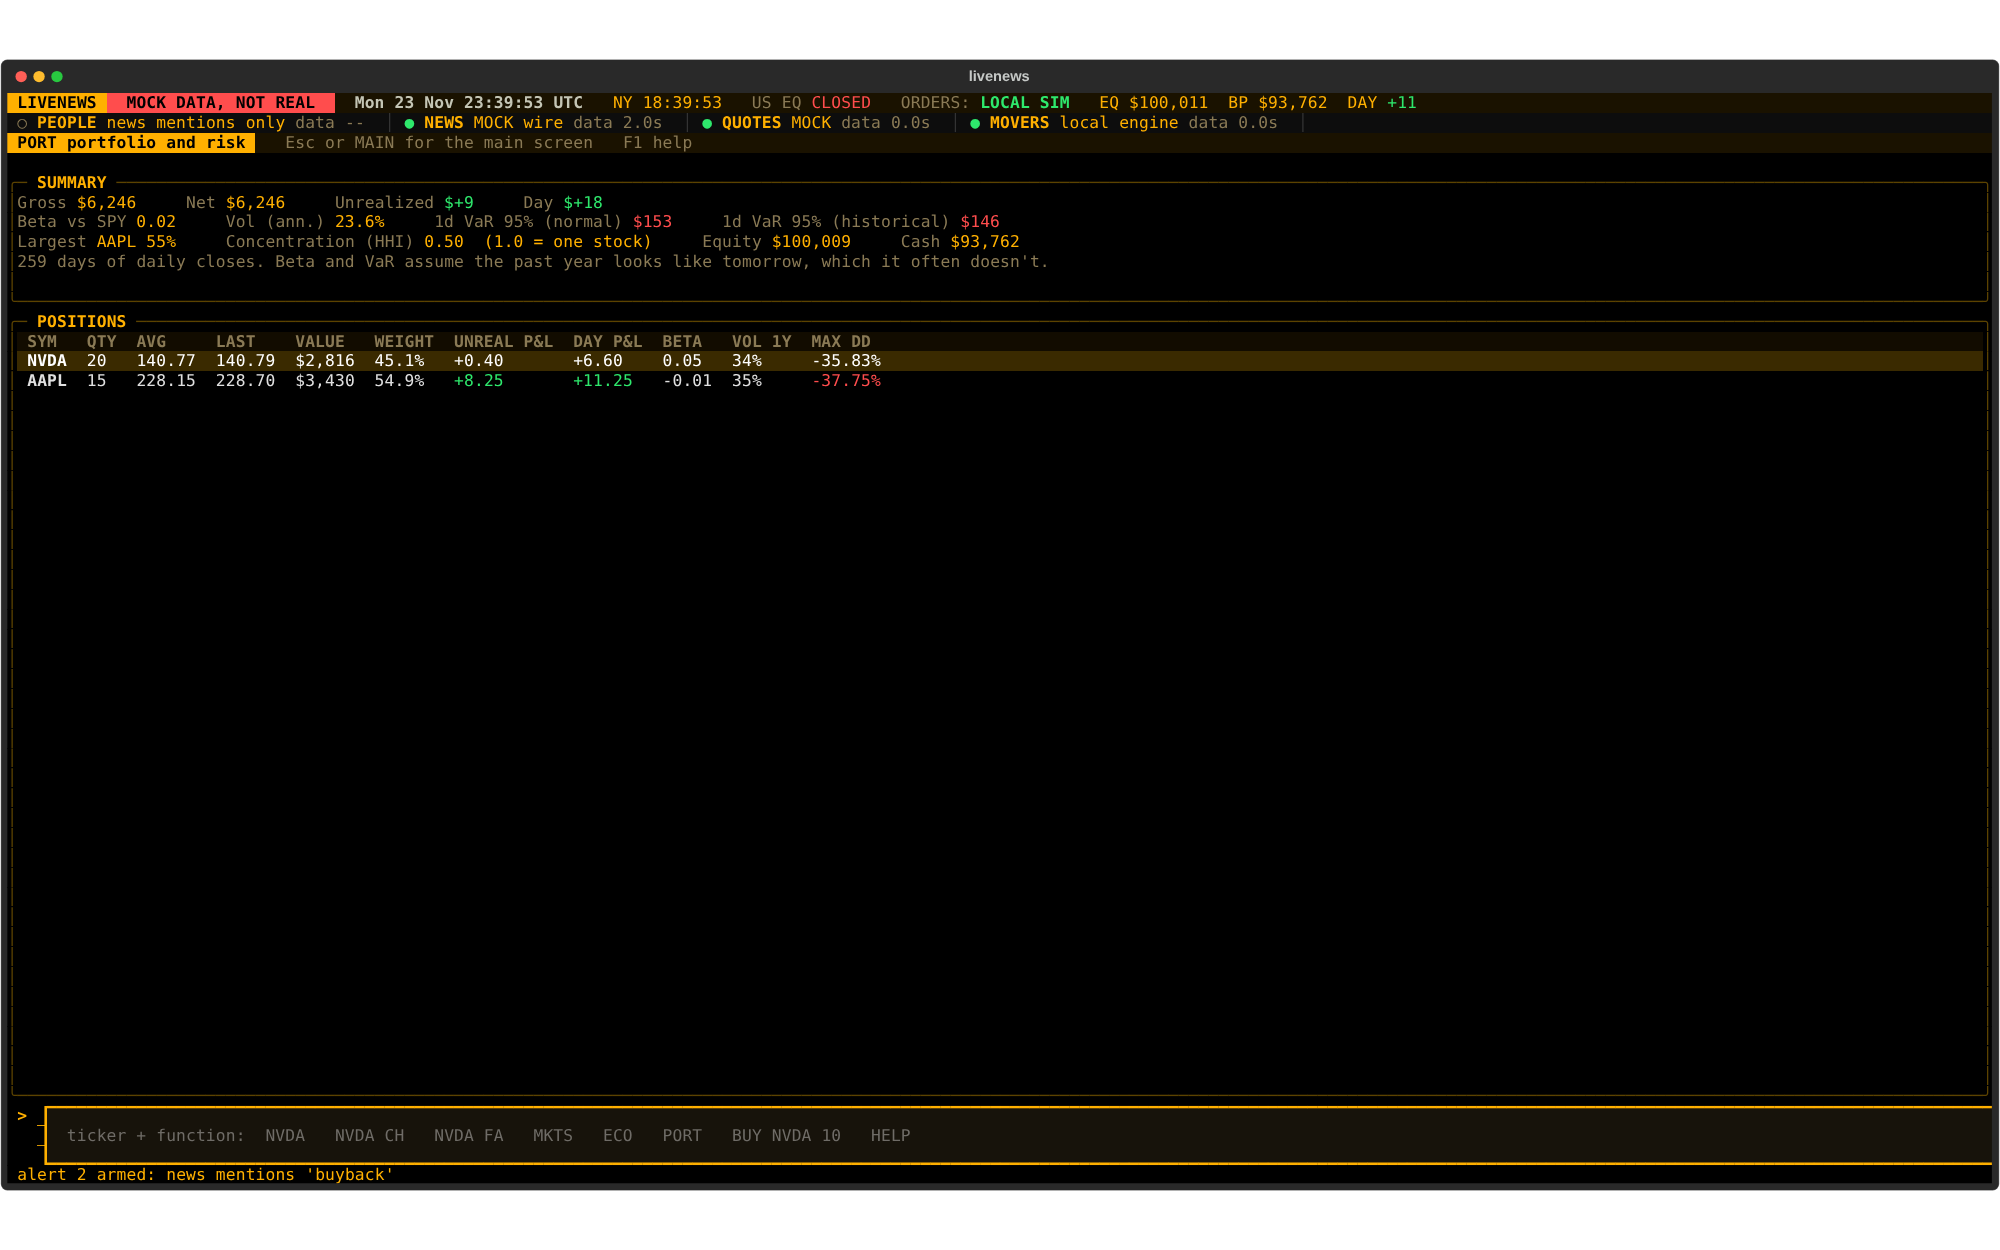 livenews
LIVENEWS MOCK DATA, NOT REAL Mon 23 Nov 23:39:53 UTC NY 18:39:53 US EQ CLOSED ORDERS: LOCAL SIM EQ $100,011 BP $93,762 DAY +11
○ PEOPLE news mentions only data -- │ ● NEWS MOCK wire data 2.0s │ ● QUOTES MOCK data 0.0s │ ● MOVERS local engine data 0.0s │
PORT portfolio and risk Esc or MAIN for the main screen F1 help
SUMMARY
Gross $6,246 Net $6,246 Unrealized $+9 Day $+18
Beta vs SPY 0.02 Vol (ann.) 23.6% 1d VaR 95% (normal) $153 1d VaR 95% (historical) $146
Largest AAPL 55% Concentration (HHI) 0.50 (1.0 = one stock) Equity $100,009 Cash $93,762
259 days of daily closes. Beta and VaR assume the past year looks like tomorrow, which it often doesn't.
POSITIONS
SYM QTY AVG LAST VALUE WEIGHT UNREAL P&L DAY P&L BETA VOL 1Y MAX DD
NVDA 20 140.77 140.79 $2,816 45.1% +0.40 +6.60 0.05 34% -35.83%
AAPL 15 228.15 228.70 $3,430 54.9% +8.25 +11.25 -0.01 35% -37.75%
>
ticker + function: NVDA NVDA CH NVDA FA MKTS ECO PORT BUY NVDA 10 HELP
alert 2 armed: news mentions 'buyback'